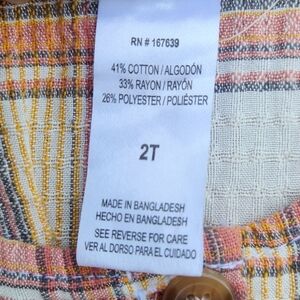 RN # 167639
41% COTTON / ALGODÓN
33% RAYON / RAYÓN
26% POLYESTER / POLIÉSTER
2T
MADE IN BANGLADESH
HECHO EN BANGLADESH
SEE REVERSE FOR CARE
VER AL DORSO PARA EL CUIDADO